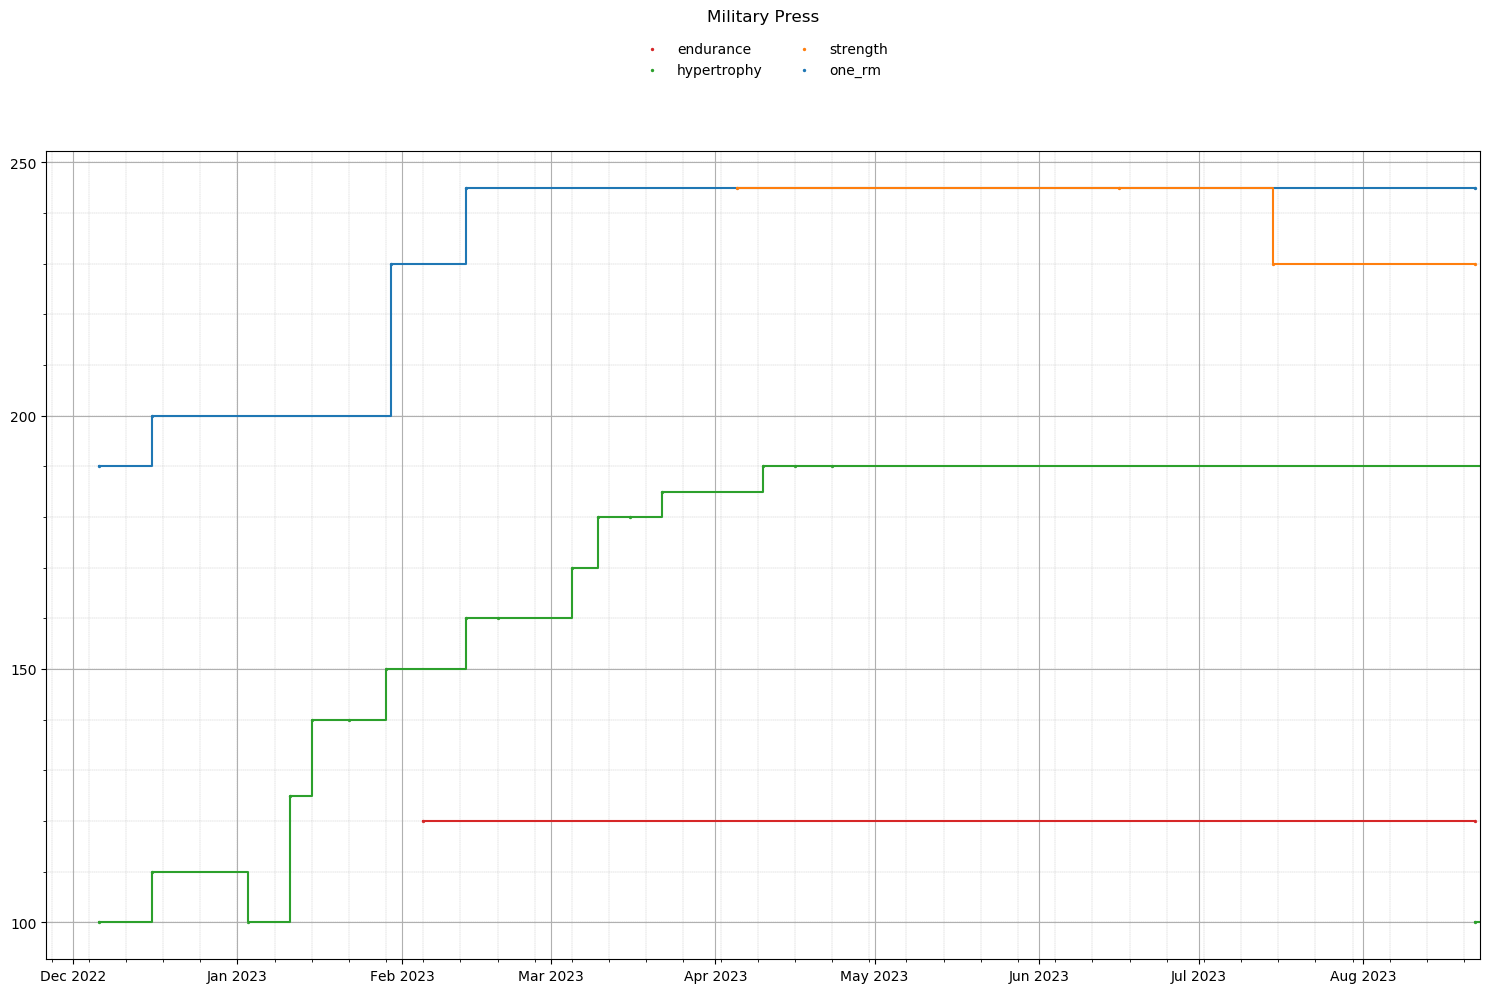 Military Press
endurance strength
hypertrophy one_rm
250
200
150
100
Dec 2022 Jan 2023 Feb 2023 Mar 2023 Apr 2023 May 2023 Jun 2023 Jul 2023 Aug 2023